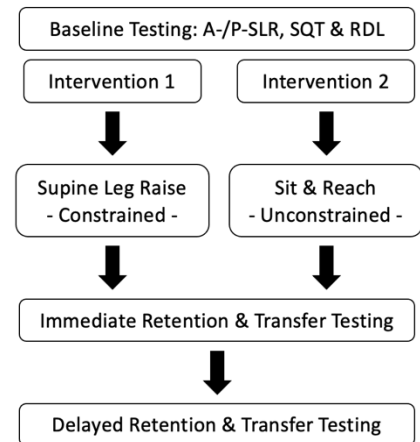 Baseline Testing: A-/P-SLR, SQT & RDL
Intervention 1
Intervention 2
Supine Leg Raise
- Constrained -
Sit & Reach
- Unconstrained -
Immediate Retention & Transfer Testing
Delayed Retention & Transfer Testing